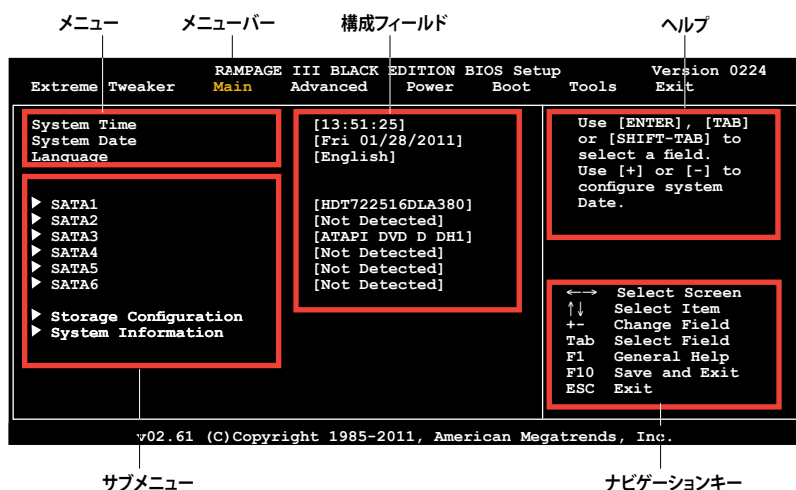 メニュー メニューバー 構成フィールド ヘルプ
RAMPAGE III BLACK EDITION BIOS Setup Version 0224
Extreme Tweaker Main Advanced Power Boot Tools Exit
System Time [13:51:25]
System Date [Fri 01/28/2011]
Language [English]
▶ SATA1 [HDT722516DLA380]
▶ SATA2 [Not Detected]
▶ SATA3 [ATAPI DVD D DH1]
▶ SATA4 [Not Detected]
▶ SATA5 [Not Detected]
▶ SATA6 [Not Detected]
▶ Storage Configuration
▶ System Information
Use [ENTER], [TAB]
or [SHIFT-TAB] to
select a field.
Use [+] or [-] to
configure system
Date.
←→ Select Screen
↑↓ Select Item
+- Change Field
Tab Select Field
F1 General Help
F10 Save and Exit
ESC Exit
v02.61 (C)Copyright 1985-2011, American Megatrends, Inc.
サブメニュー ナビゲーションキー